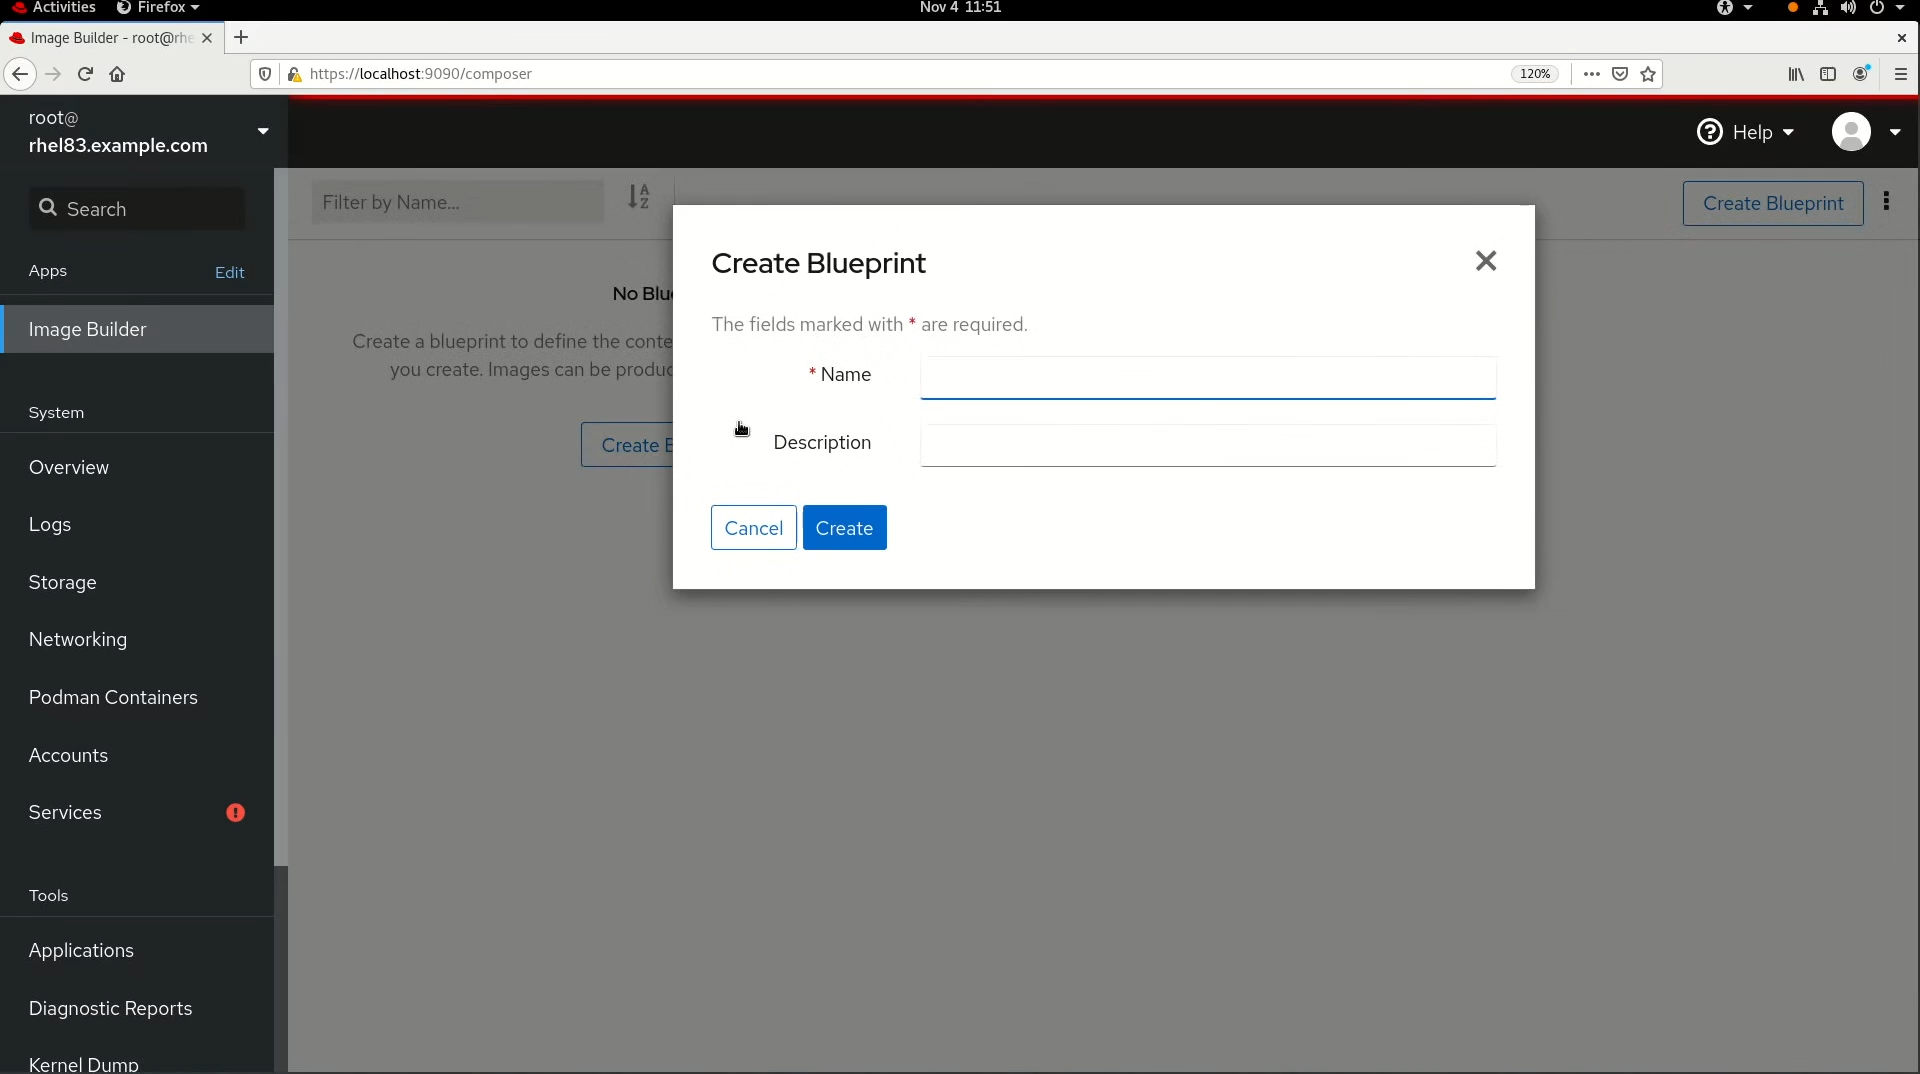 Activities Firefox Nov 4 11:51
Image Builder - root@rhe
https://localhost:9090/composer 120%
root@
rhel83.example.com
Help
Search
Filter by Name...
Create Blueprint
Apps Edit
Image Builder
System
Overview
Logs
Storage
Networking
Podman Containers
Accounts
Services
Tools
Applications
Diagnostic Reports
Kernel Dump
No Blue
Create a blueprint to define the conte
you create. Images can be produc
Create B
Create Blueprint
The fields marked with * are required.
* Name
Description
Cancel Create